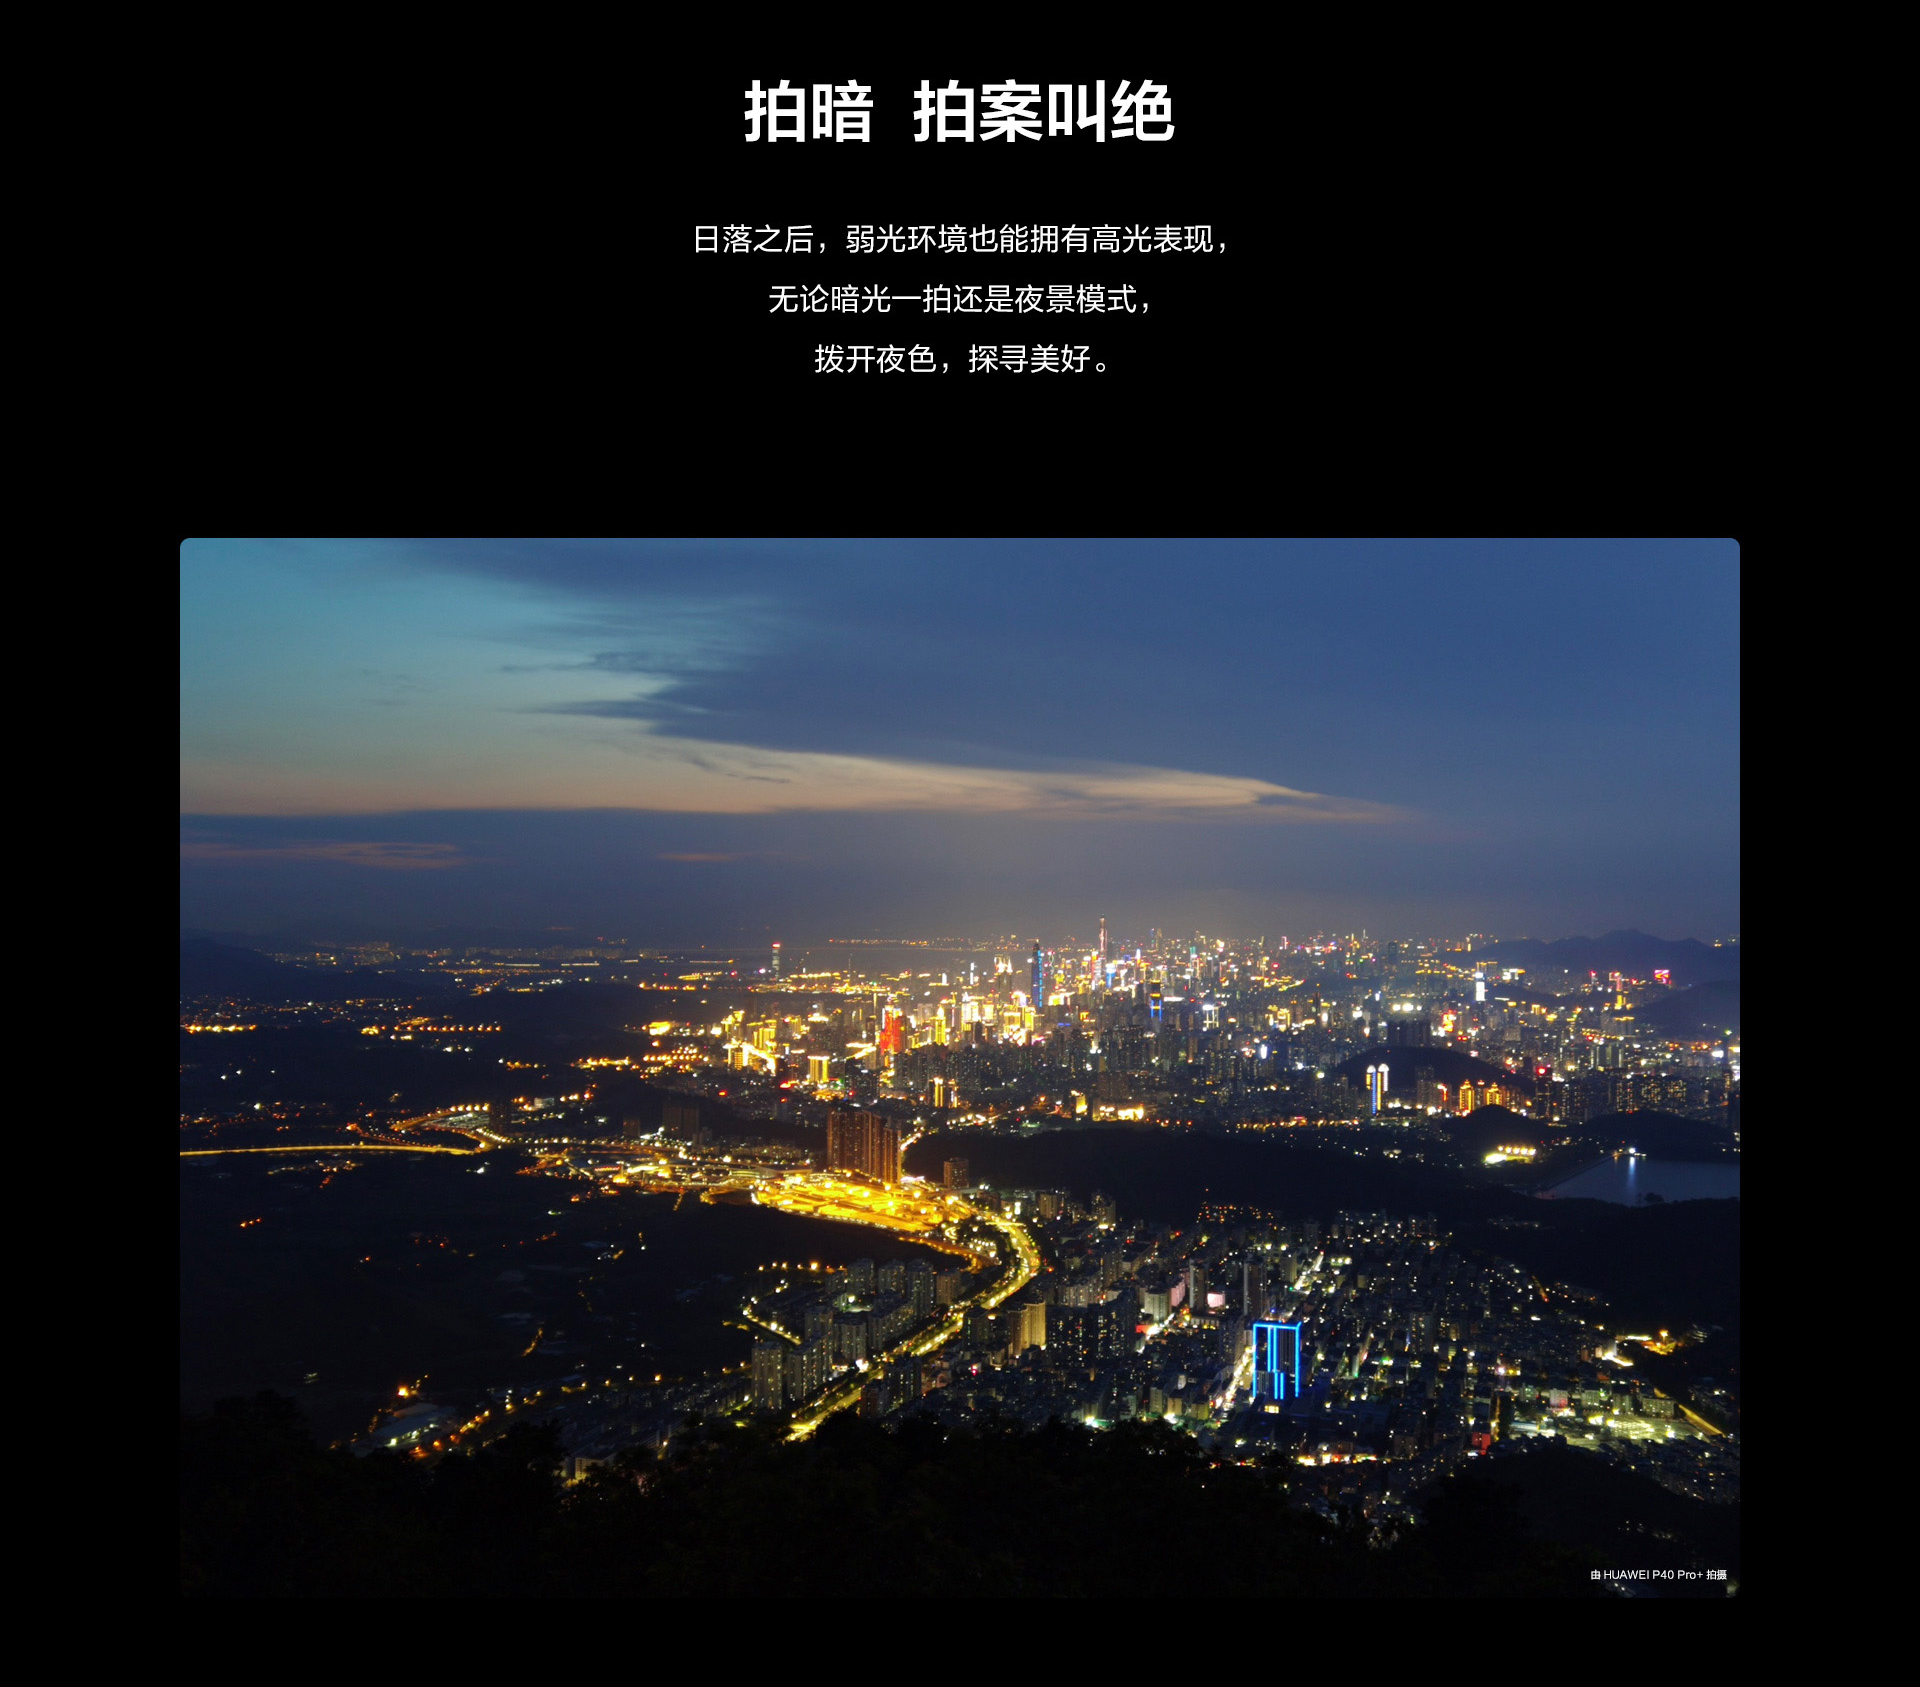 拍暗 拍案叫绝
日落之后，弱光环境也能拥有高光表现，
无论暗光一拍还是夜景模式，
拨开夜色，探寻美好。
由 HUAWEI P40 Pro+ 拍摄